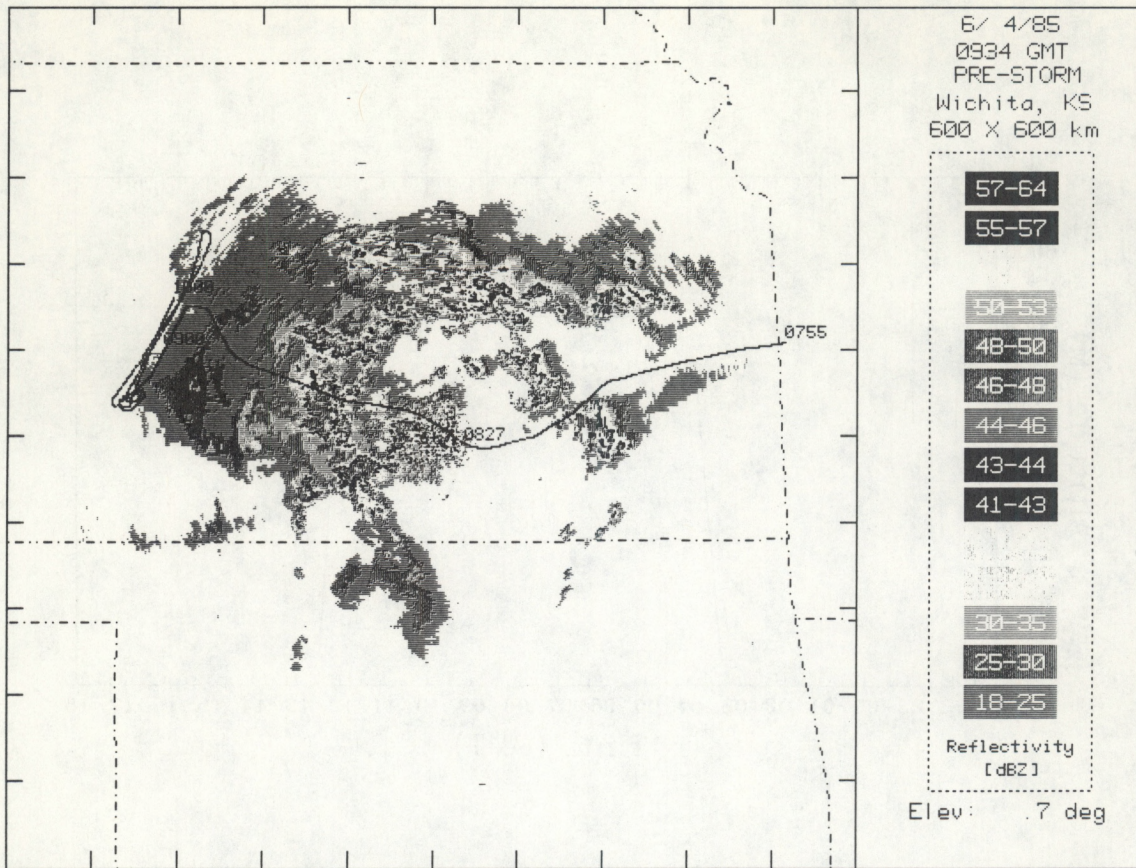 6/ 4/85
0934 GMT
PRE-STORM
Wichita, KS
600 X 600 km
57-64
55-57
50-53
48-50
46-48
44-46
43-44
41-43
30-35
25-30
18-25
Reflectivity
[dBZ]
Elev: .7 deg
0755
0900
0827